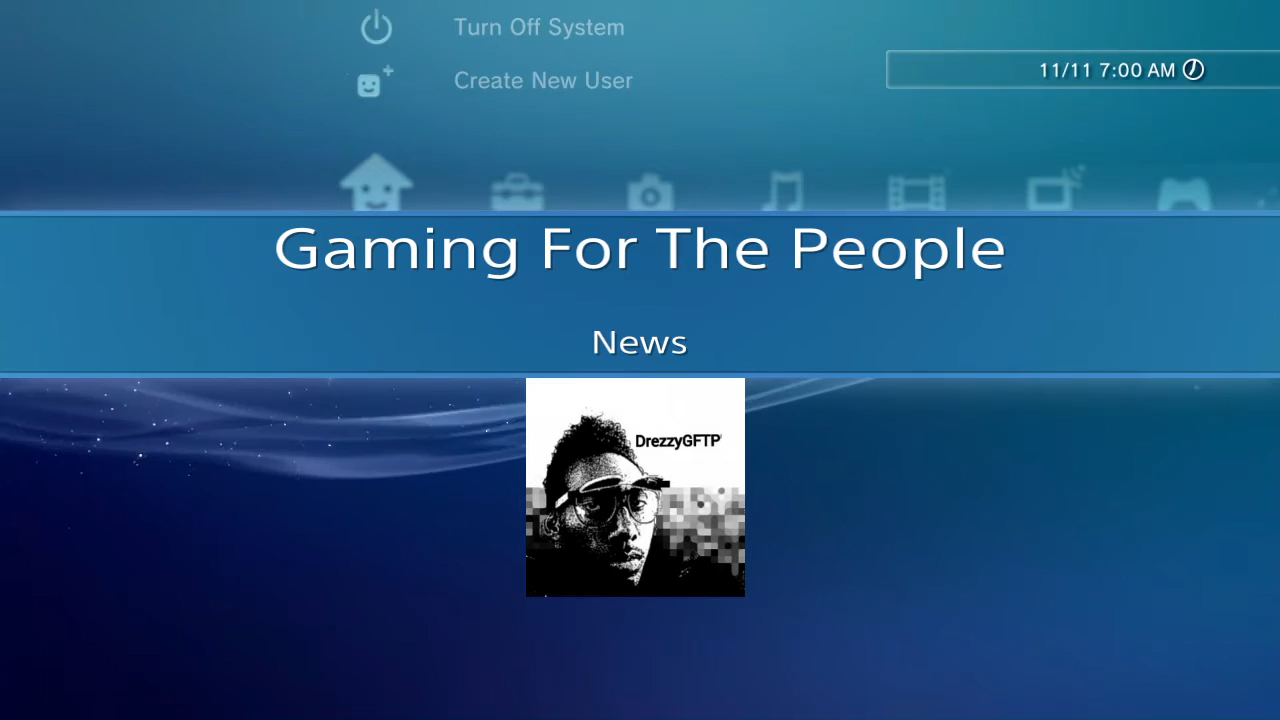 Turn Off System
Create New User
11/11 7:00 AM
Gaming For The People
News
DrezzyGFTP